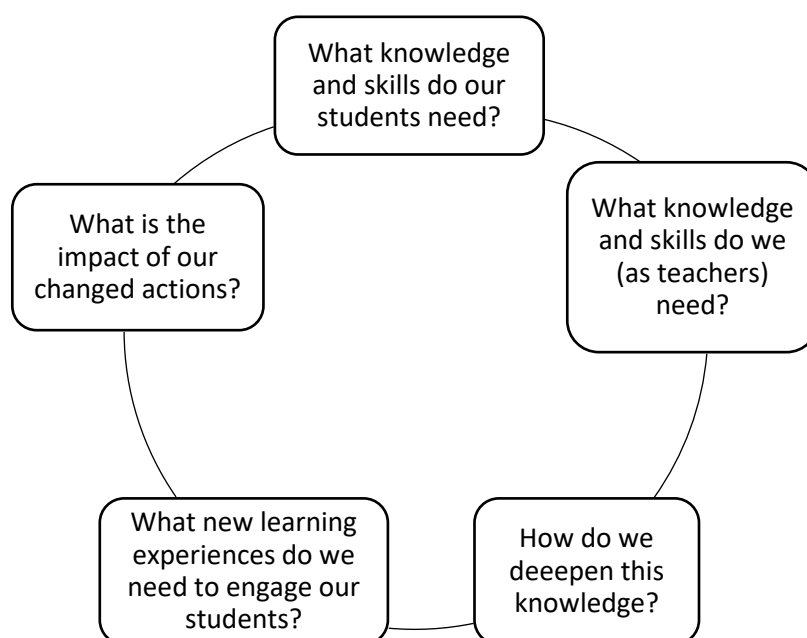 What knowledge
and skills do our
students need?
What knowledge
and skills do we
(as teachers)
need?
How do we
deeepen this
knowledge?
What new learning
experiences do we
need to engage our
students?
What is the
impact of our
changed actions?